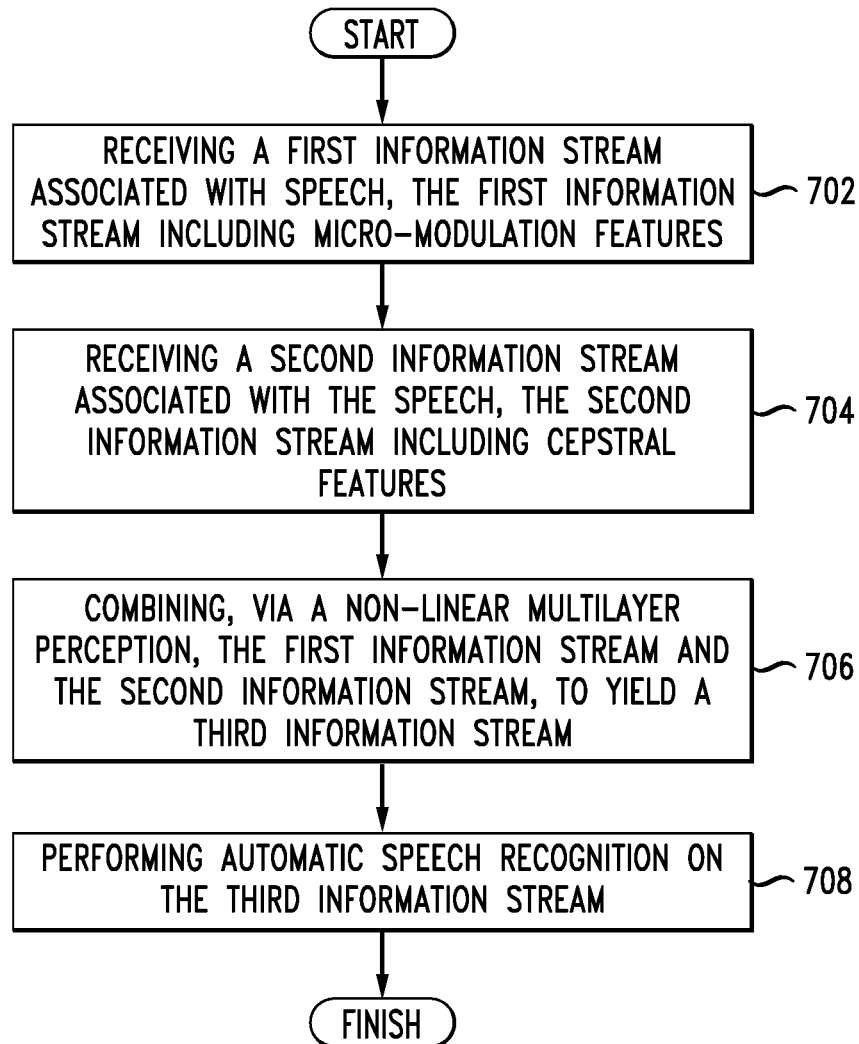 START
RECEIVING A FIRST INFORMATION STREAM
ASSOCIATED WITH SPEECH, THE FIRST INFORMATION
STREAM INCLUDING MICRO-MODULATION FEATURES
702
RECEIVING A SECOND INFORMATION STREAM
ASSOCIATED WITH THE SPEECH, THE SECOND
INFORMATION STREAM INCLUDING CEPSTRAL
FEATURES
704
COMBINING, VIA A NON-LINEAR MULTILAYER
PERCEPTION, THE FIRST INFORMATION STREAM AND
THE SECOND INFORMATION STREAM, TO YIELD A
THIRD INFORMATION STREAM
706
PERFORMING AUTOMATIC SPEECH RECOGNITION ON
THE THIRD INFORMATION STREAM
708
FINISH